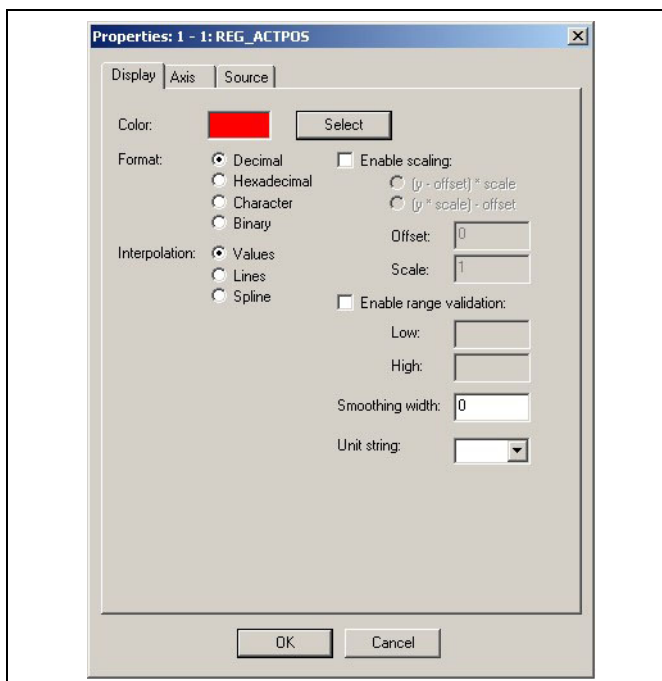 Properties: 1 - 1: REG_ACTPOS
Display Axis Source
Color: Select
Format: Decimal Enable scaling:
Hexadecimal (y - offset) * scale
Character (y * scale) - offset
Binary
Offset: 0
Interpolation: Values
Lines Scale: 1
Spline Enable range validation:
Low:
High:
Smoothing width: 0
Unit string:
OK Cancel